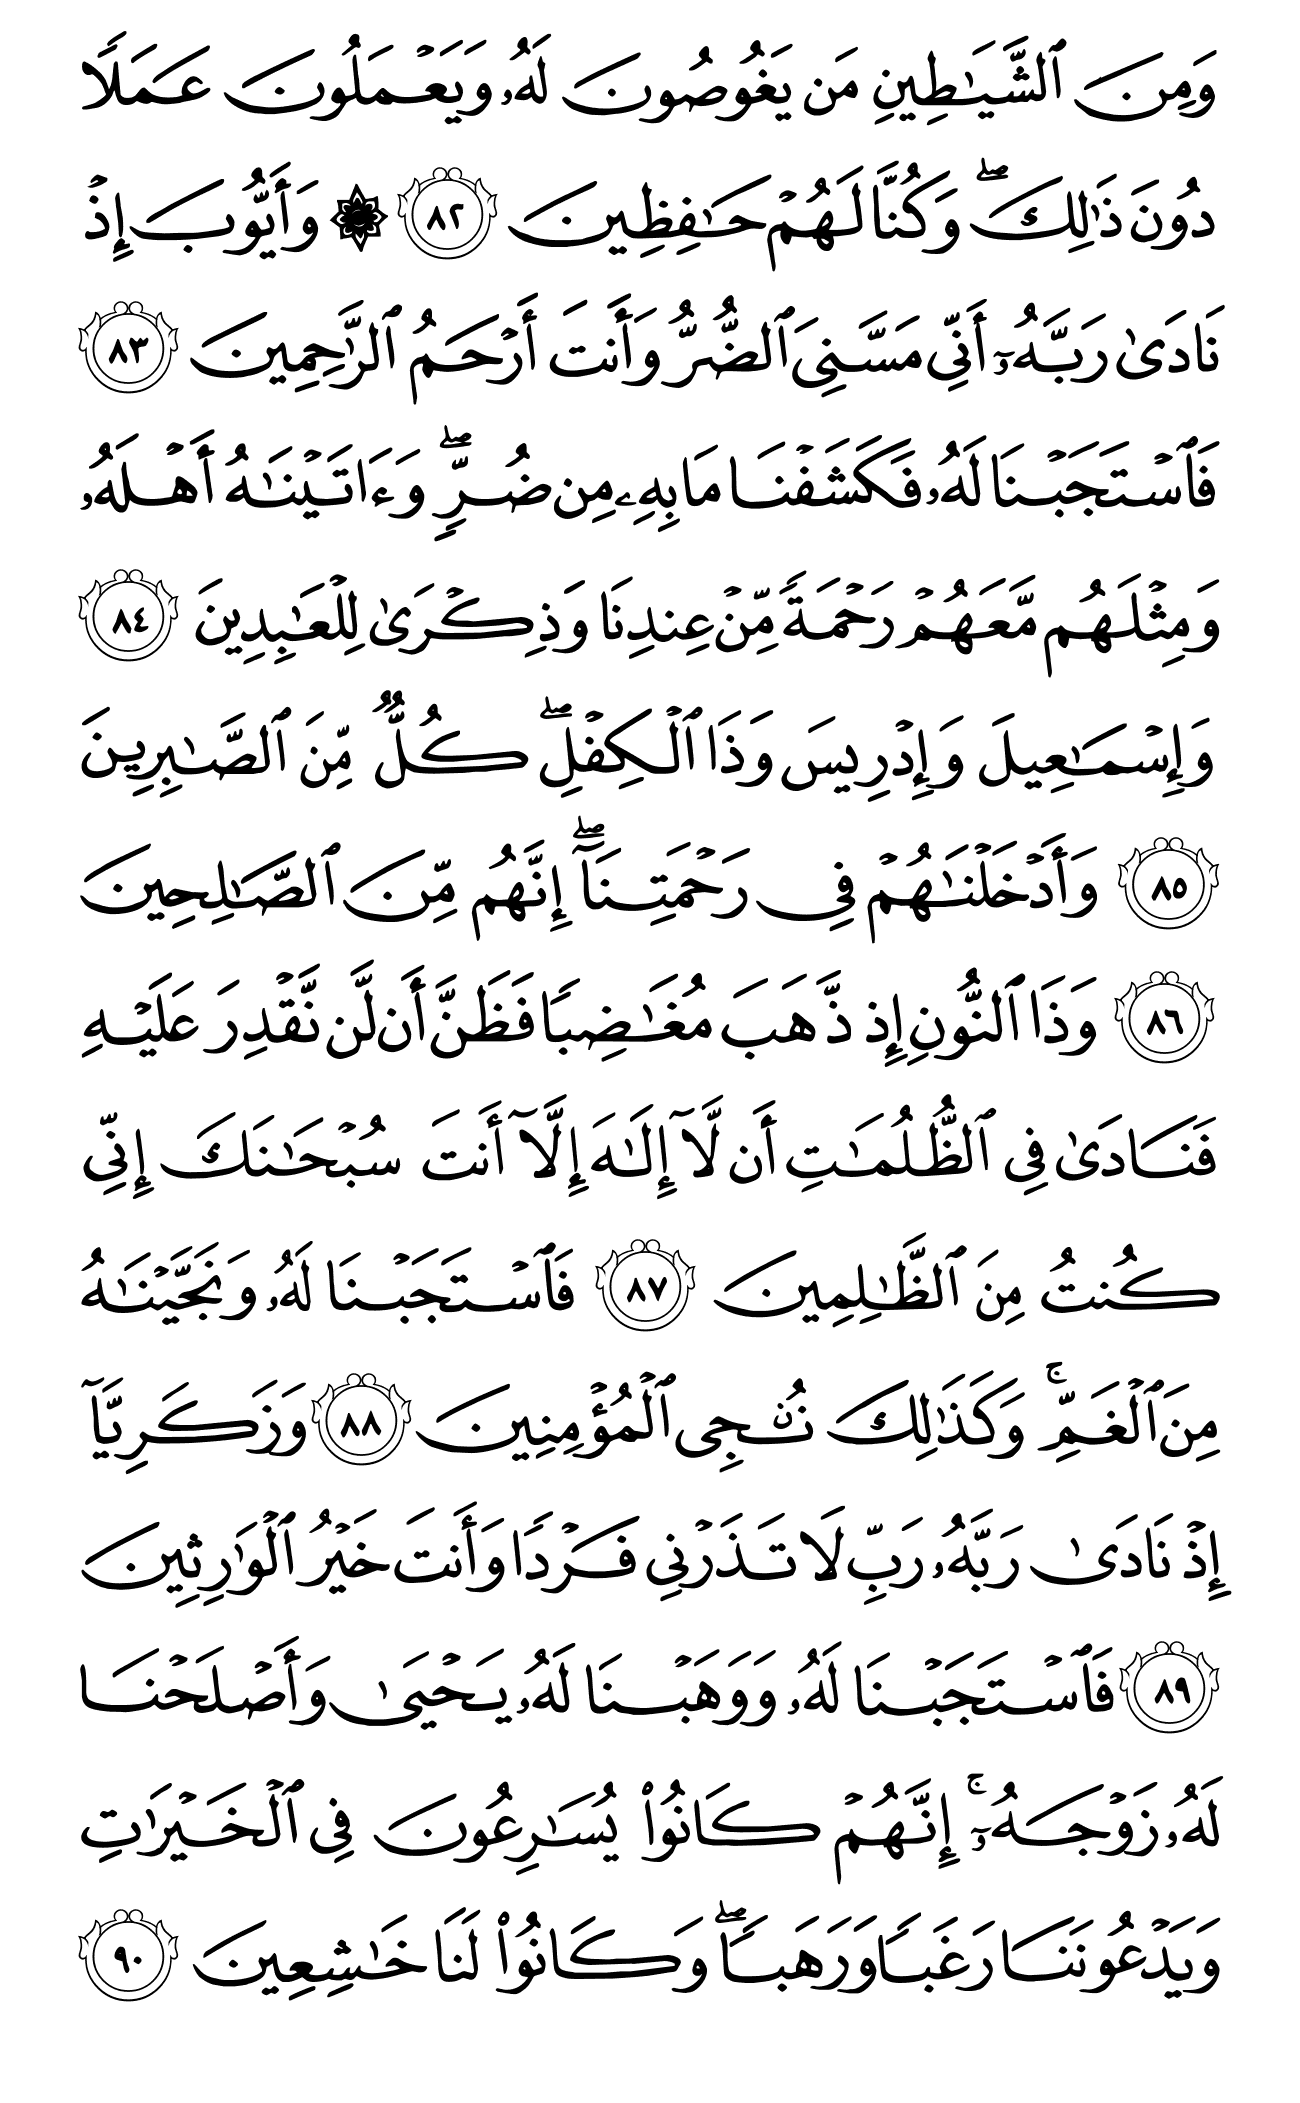 وَمِنَ ٱلشَّيَـٰطِينِ مَن يَغُوصُونَ لَهُۥ وَيَعْمَلُونَ عَمَلًا
دُونَ ذَٰلِكَ ۖ وَكُنَّا لَهُمْ حَـٰفِظِينَ ٨٢ ۞ وَأَيُّوبَ إِذْ
نَادَىٰ رَبَّهُۥٓ أَنِّى مَسَّنِىَ ٱلضُّرُّ وَأَنتَ أَرْحَمُ ٱلرَّٰحِمِينَ ٨٣
فَٱسْتَجَبْنَا لَهُۥ فَكَشَفْنَا مَا بِهِۦ مِن ضُرٍّ ۖ وَءَاتَيْنَـٰهُ أَهْلَهُۥ
وَمِثْلَهُم مَّعَهُمْ رَحْمَةً مِّنْ عِندِنَا وَذِكْرَىٰ لِلْعَـٰبِدِينَ ٨٤
وَإِسْمَـٰعِيلَ وَإِدْرِيسَ وَذَا ٱلْكِفْلِ ۖ كُلٌّ مِّنَ ٱلصَّـٰبِرِينَ
٨٥ وَأَدْخَلْنَـٰهُمْ فِى رَحْمَتِنَآ ۖ إِنَّهُم مِّنَ ٱلصَّـٰلِحِينَ
٨٦ وَذَا ٱلنُّونِ إِذ ذَّهَبَ مُغَـٰضِبًا فَظَنَّ أَن لَّن نَّقْدِرَ عَلَيْهِ
فَنَادَىٰ فِى ٱلظُّلُمَـٰتِ أَن لَّآ إِلَـٰهَ إِلَّآ أَنتَ سُبْحَـٰنَكَ إِنِّى
كُنتُ مِنَ ٱلظَّـٰلِمِينَ ٨٧ فَٱسْتَجَبْنَا لَهُۥ وَنَجَّيْنَـٰهُ
مِنَ ٱلْغَمِّ ۚ وَكَذَٰلِكَ نُـۨجِى ٱلْمُؤْمِنِينَ ٨٨ وَزَكَرِيَّآ
إِذْ نَادَىٰ رَبَّهُۥ رَبِّ لَا تَذَرْنِى فَرْدًا وَأَنتَ خَيْرُ ٱلْوَٰرِثِينَ
٨٩ فَٱسْتَجَبْنَا لَهُۥ وَوَهَبْنَا لَهُۥ يَحْيَىٰ وَأَصْلَحْنَا
لَهُۥ زَوْجَهُۥٓ ۚ إِنَّهُمْ كَانُوا۟ يُسَـٰرِعُونَ فِى ٱلْخَيْرَٰتِ
وَيَدْعُونَنَا رَغَبًا وَرَهَبًا ۖ وَكَانُوا۟ لَنَا خَـٰشِعِينَ ٩٠